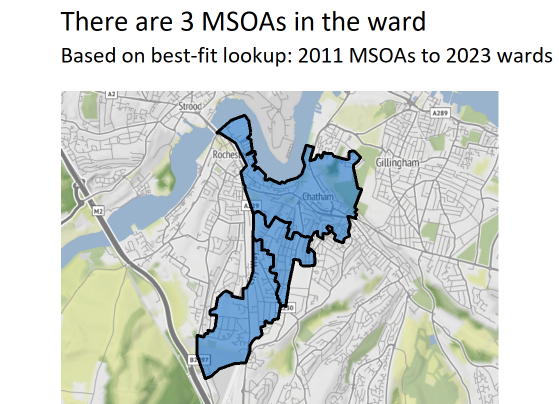 There are 3 MSOAs in the ward
Based on best-fit lookup: 2011 MSOAs to 2023 wards
A2
Strood
A289
Roches
Gillingham
Chatham
M2